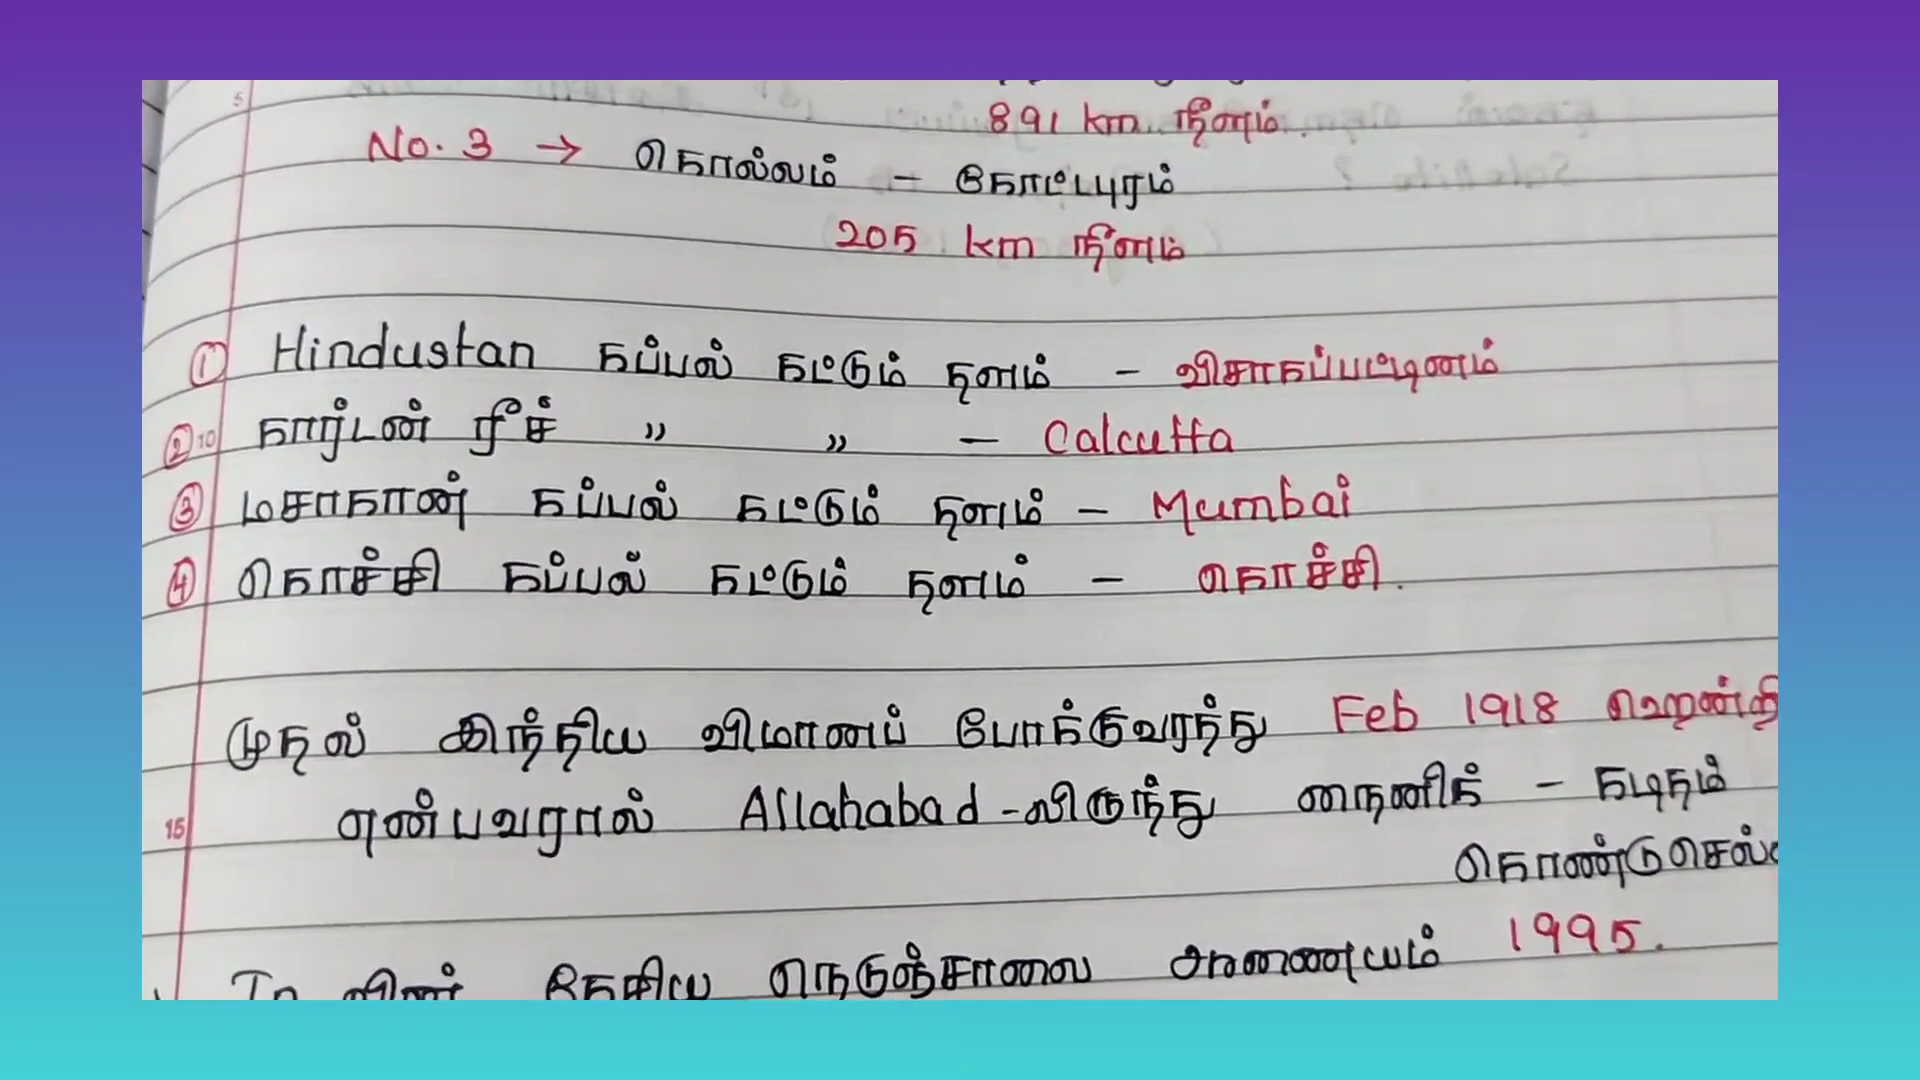 891 km நீளம்.
No. 3 → கொல்லம் - கோட்டபுரம்
205 km நீளம்
① Hindustan கப்பல் கட்டும் தளம் - விசாகப்பட்டினம்
② கார்டன் ரீச் " " - Calcutta
③ மசாகான் கப்பல் கட்டும் தளம் - Mumbai
④ கொச்சி கப்பல் கட்டும் தளம் - கொச்சி.
முதல் இந்திய விமானப் போக்குவரத்து Feb 1918 ஹென்றி
என்பவரால் Allahabad -லிருந்து நைனிக் - கடிதம்
கொண்டுசெல்
இந்தியாவின் தேசிய நெடுஞ்சாலை ஆணையம் 1995.